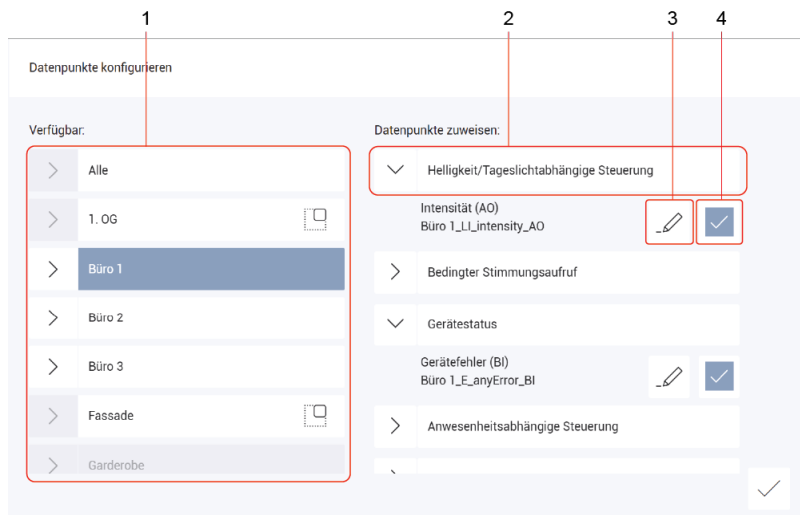 1 2 3 4
Datenpunkte konfigurieren
Verfügbar:
Alle
1. OG
Büro 1
Büro 2
Büro 3
Fassade
Garderobe
Datenpunkte zuweisen:
Helligkeit/Tageslichtabhängige Steuerung
Intensität (AO)
Büro 1_LI_intensity_AO
Bedingter Stimmungsaufruf
Gerätestatus
Gerätefehler (BI)
Büro 1_E_anyError_BI
Anwesenheitsabhängige Steuerung